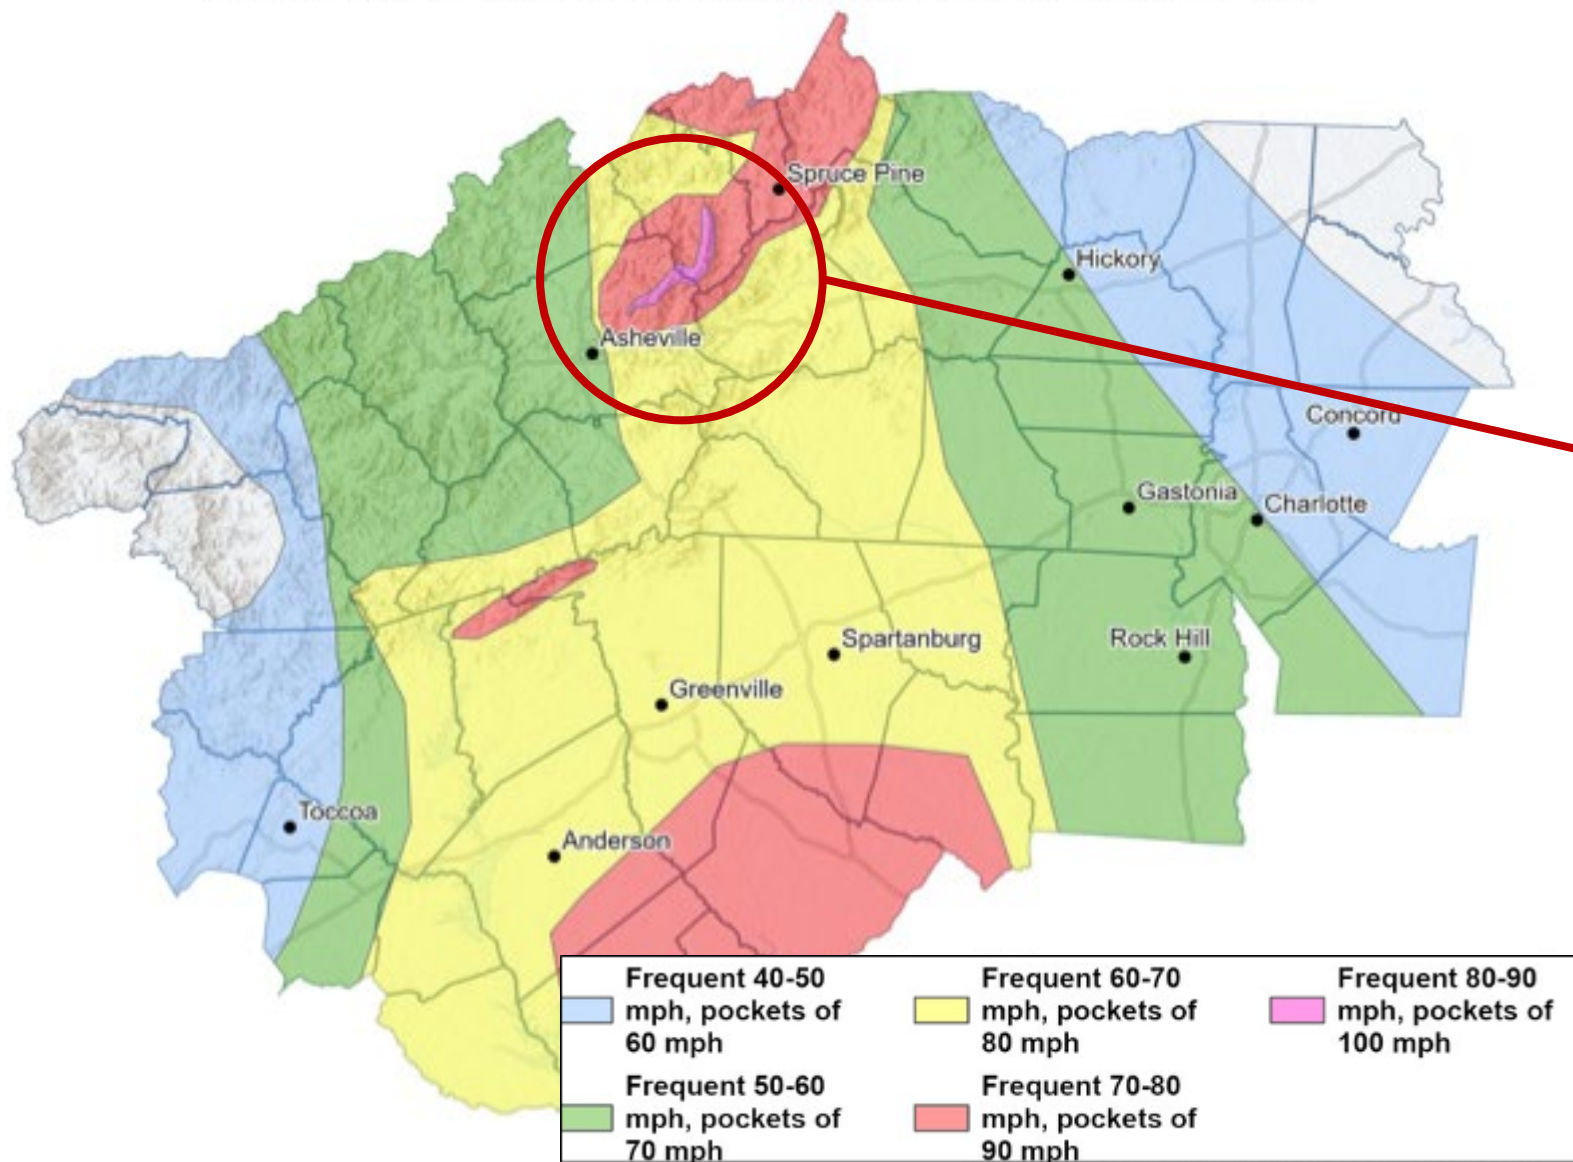 Spruce Pine
Hickory
Asheville
Concord
Gastonia
Charlotte
Spartanburg
Rock Hill
Greenville
Toccoa
Anderson
Frequent 40-50
mph, pockets of
60 mph
Frequent 60-70
mph, pockets of
80 mph
Frequent 80-90
mph, pockets of
100 mph
Frequent 50-60
mph, pockets of
70 mph
Frequent 70-80
mph, pockets of
90 mph